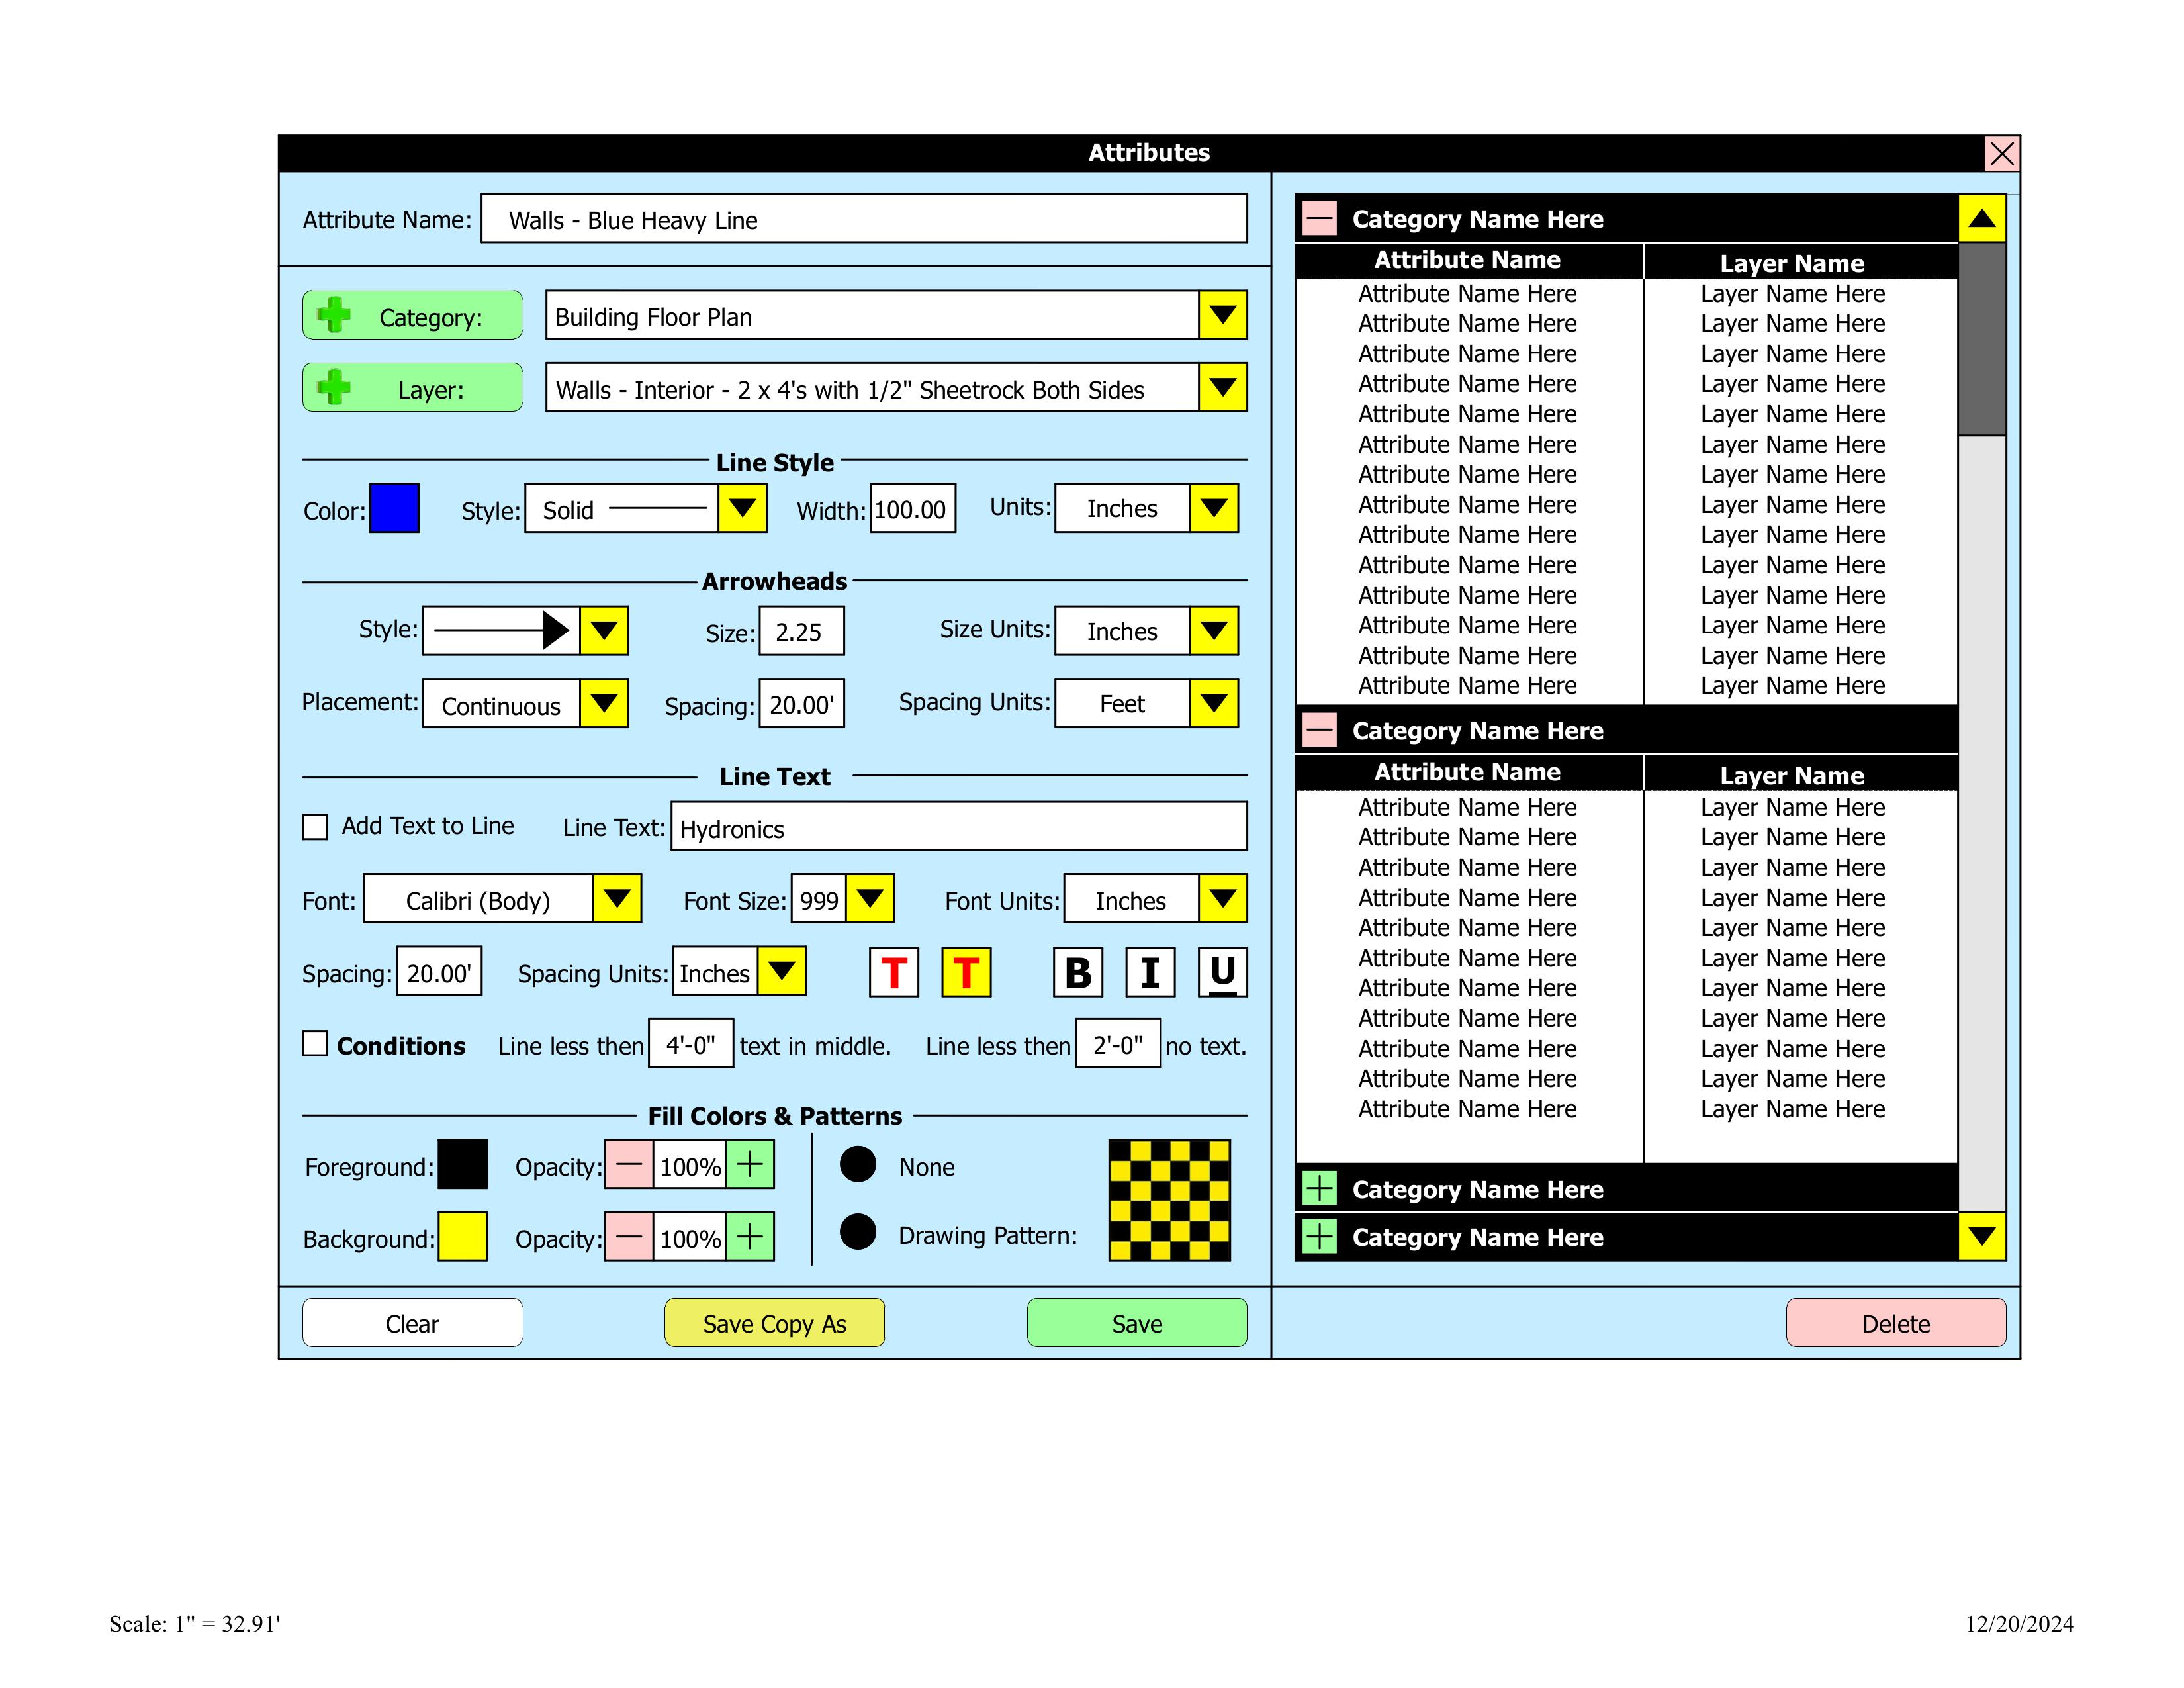 Attributes
Attribute Name: Walls - Blue Heavy Line
Category: Building Floor Plan
Layer: Walls - Interior - 2 x 4's with 1/2" Sheetrock Both Sides
Line Style
Color: Style: Solid Width: 100.00 Units: Inches
Arrowheads
Style: Size: 2.25 Size Units: Inches
Placement: Continuous Spacing: 20.00' Spacing Units: Feet
Line Text
Add Text to Line Line Text: Hydronics
Font: Calibri (Body) Font Size: 999 Font Units: Inches
Spacing: 20.00' Spacing Units: Inches T T B I U
Conditions Line less then 4'-0" text in middle. Line less then 2'-0" no text.
Fill Colors & Patterns
Foreground: Opacity: 100% None
Background: Opacity: 100% Drawing Pattern:
Clear Save Copy As Save
Category Name Here
Attribute Name Layer Name
Attribute Name Here Layer Name Here
Attribute Name Here Layer Name Here
Attribute Name Here Layer Name Here
Attribute Name Here Layer Name Here
Attribute Name Here Layer Name Here
Attribute Name Here Layer Name Here
Attribute Name Here Layer Name Here
Attribute Name Here Layer Name Here
Attribute Name Here Layer Name Here
Attribute Name Here Layer Name Here
Attribute Name Here Layer Name Here
Attribute Name Here Layer Name Here
Attribute Name Here Layer Name Here
Attribute Name Here Layer Name Here
Category Name Here
Attribute Name Layer Name
Attribute Name Here Layer Name Here
Attribute Name Here Layer Name Here
Attribute Name Here Layer Name Here
Attribute Name Here Layer Name Here
Attribute Name Here Layer Name Here
Attribute Name Here Layer Name Here
Attribute Name Here Layer Name Here
Attribute Name Here Layer Name Here
Attribute Name Here Layer Name Here
Attribute Name Here Layer Name Here
Attribute Name Here Layer Name Here
Category Name Here
Category Name Here
Delete
Scale: 1" = 32.91' 12/20/2024